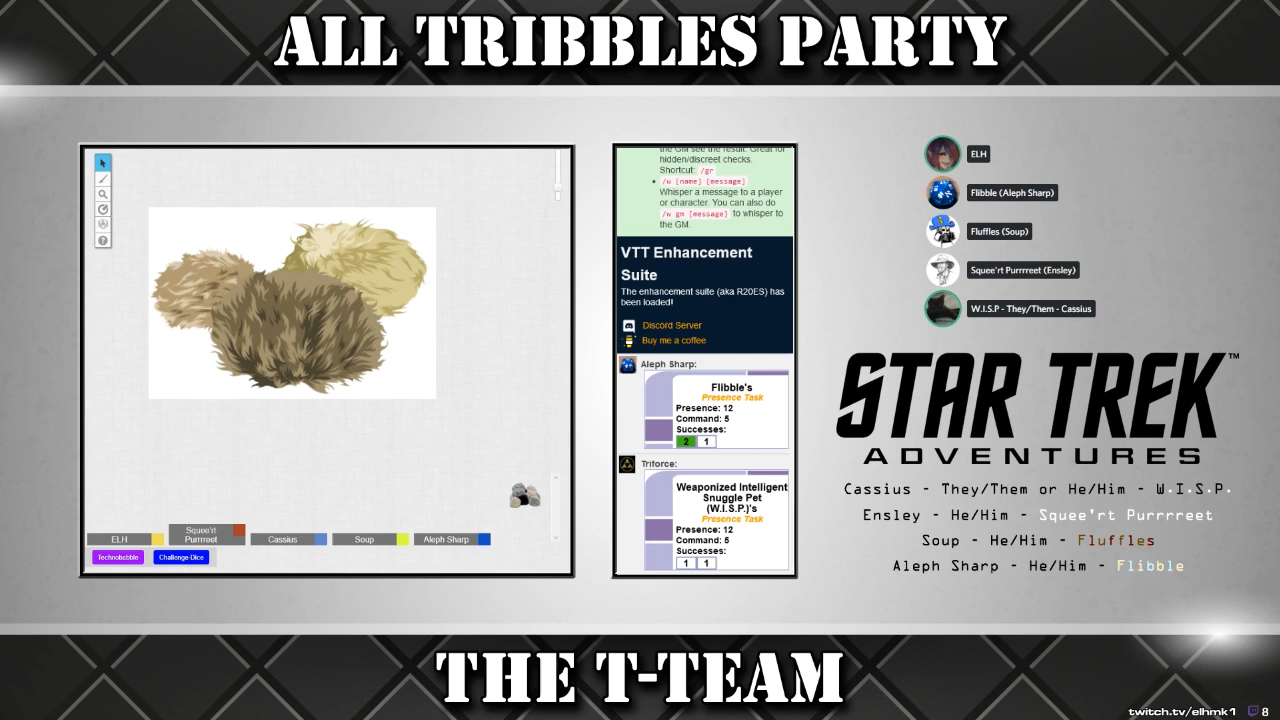 ALL TRIBBLES PARTY
the GM see the result. Great for
hidden/discreet checks.
Shortcut: /gr
/w [name] [message]
Whisper a message to a player
or character. You can also do
/w gm [message] to whisper to
the GM.
VTT Enhancement
Suite
The enhancement suite (aka R20ES) has
been loaded!
Discord Server
Buy me a coffee
Aleph Sharp:
Flibble's
Presence Task
Presence: 12
Command: 5
Successes:
2 1
Triforce:
Weaponized Intelligent
Snuggle Pet
(W.I.S.P.)'s
Presence Task
Presence: 12
Command: 5
Successes:
1 1
ELH
Squee'rt
Purrreet
Cassius
Soup
Aleph Sharp
Technobabble
Challenge-Dice
ELH
Flibble (Aleph Sharp)
Fluffles (Soup)
Squee'rt Purrrreet (Ensley)
W.I.S.P - They/Them - Cassius
STAR TREK™
ADVENTURES
Cassius - They/Them or He/Him - W.I.S.P.
Ensley - He/Him - Squee'rt Purrrreet
Soup - He/Him - Fluffles
Aleph Sharp - He/Him - Flibble
THE T-TEAM
twitch.tv/elhmk1 8